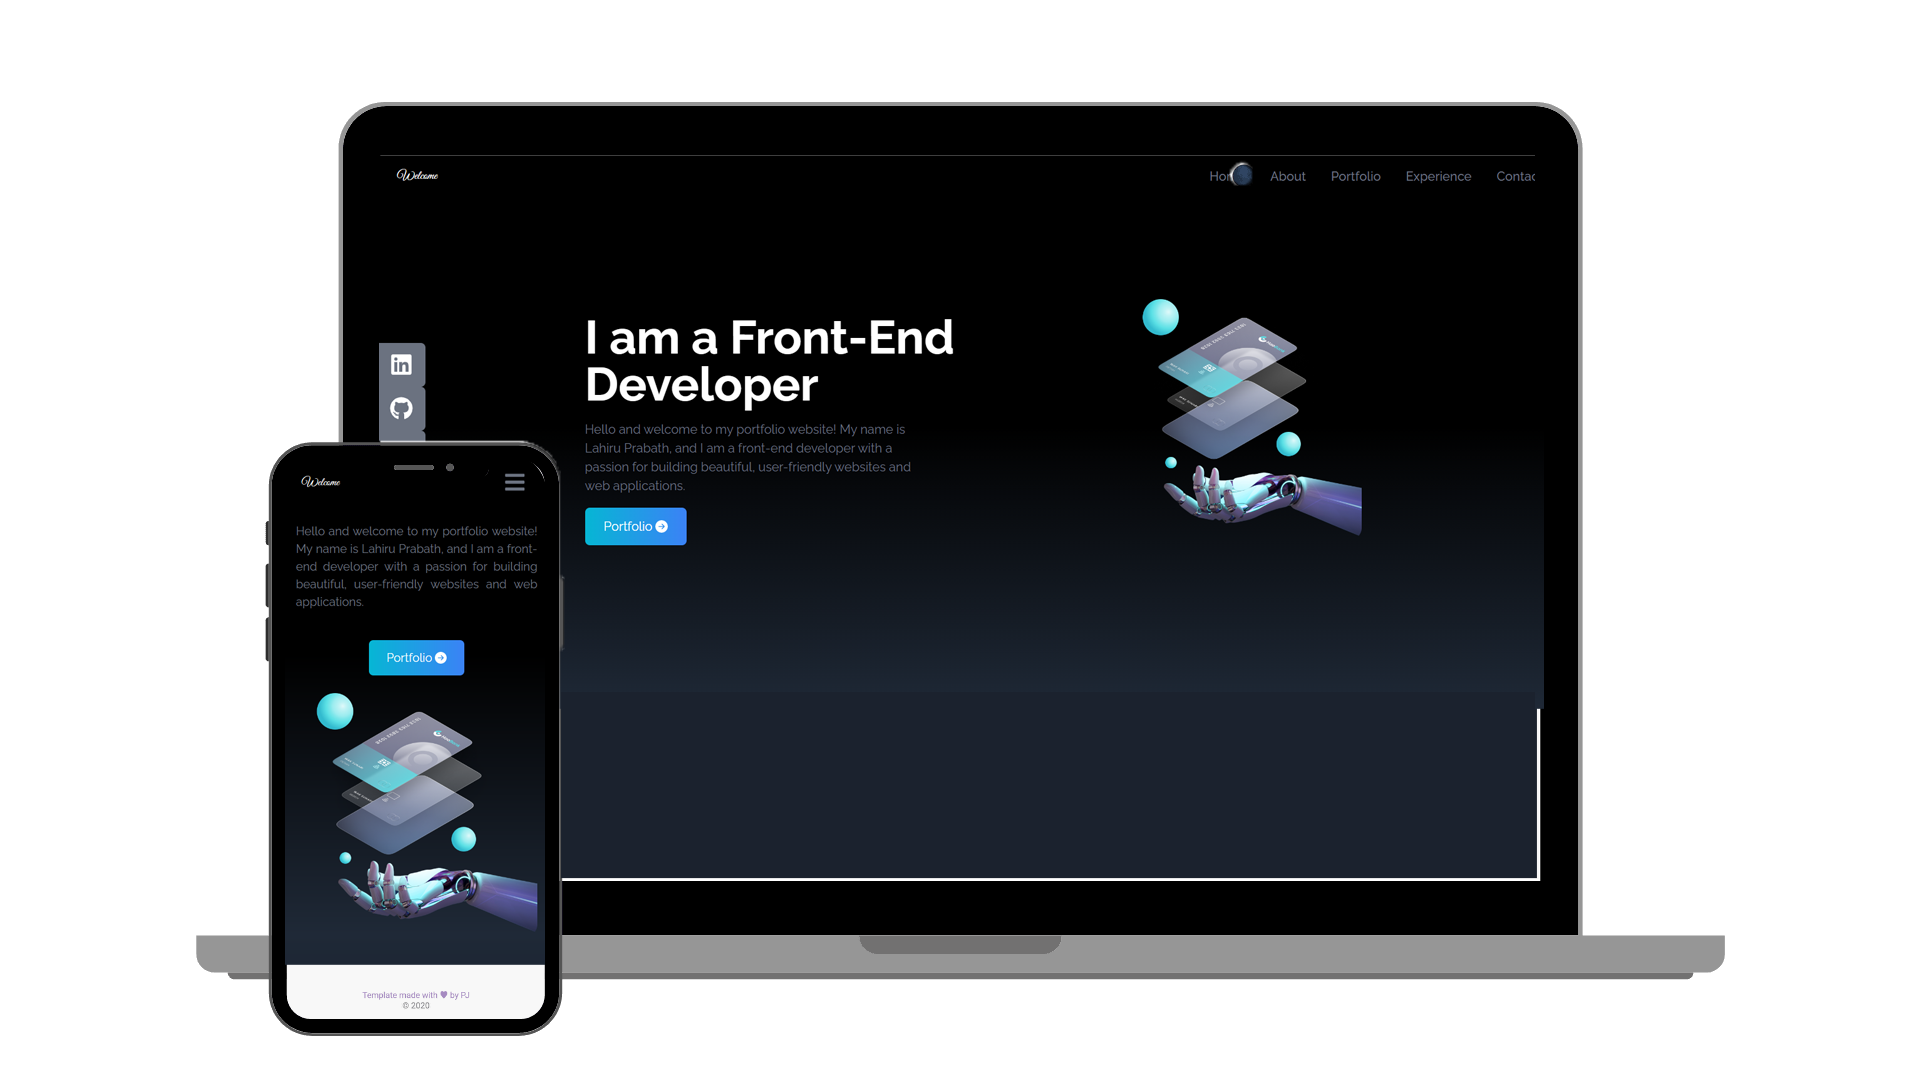 Welcome
About Portfolio Experience
I am a Front-End
Developer
Hello and welcome to my portfolio website! My name is
Lahiru Prabath, and I am a front-end developer with a
passion for building beautiful, user-friendly websites and
web applications.
Portfolio
Welcome
Hello and welcome to my portfolio website!
My name is Lahiru Prabath, and I am a front-
end developer with a passion for building
beautiful, user-friendly websites and web
applications.
Portfolio
Template made with by PJ
© 2020